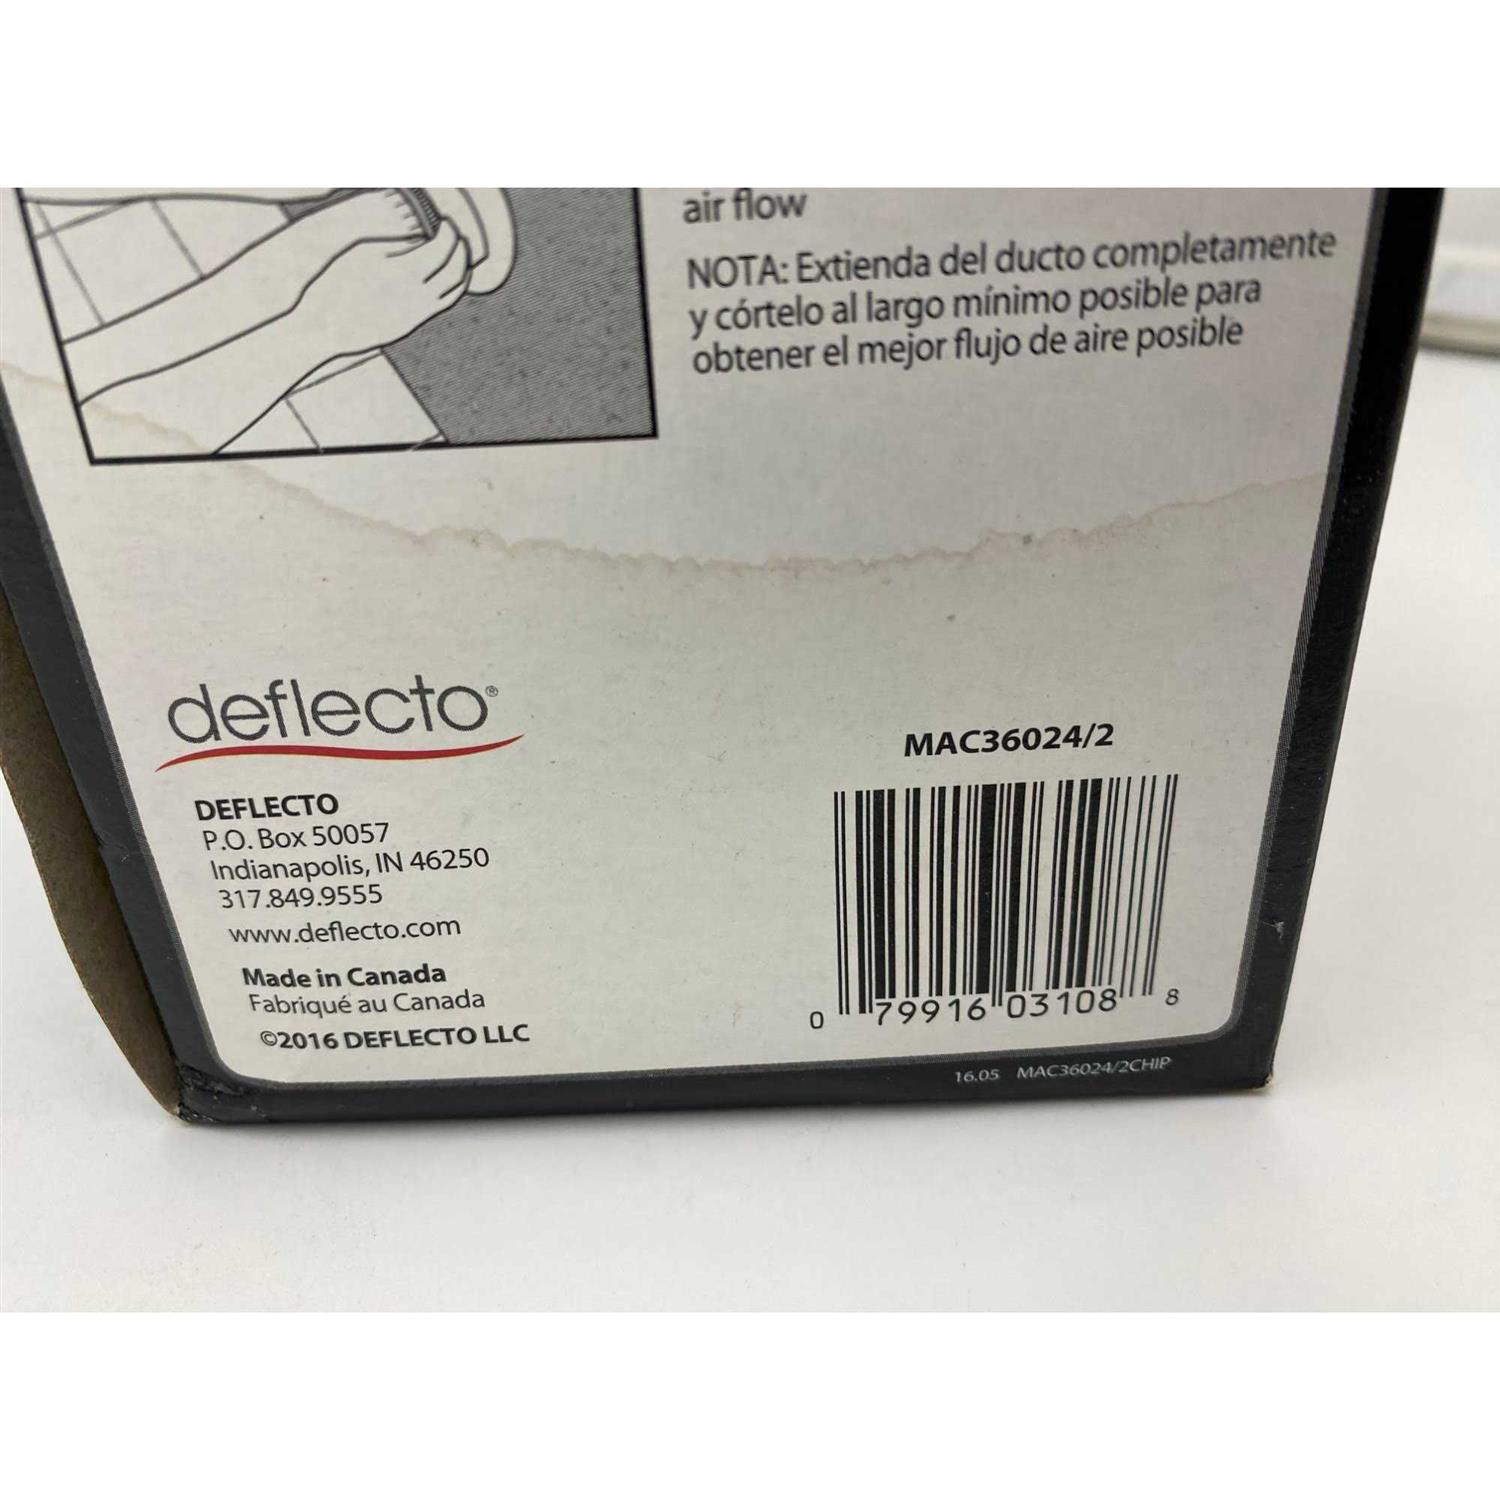 air flow
NOTA: Extienda del ducto completamente
y córtelo al largo mínimo posible para
obtener el mejor flujo de aire posible
deflecto®
DEFLECTO
P.O. Box 50057
Indianapolis, IN 46250
317.849.9555
www.deflecto.com
Made in Canada
Fabriqué au Canada
©2016 DEFLECTO LLC
MAC36024/2
0 79916 03108 8
16.05 MAC36024/2CHIP